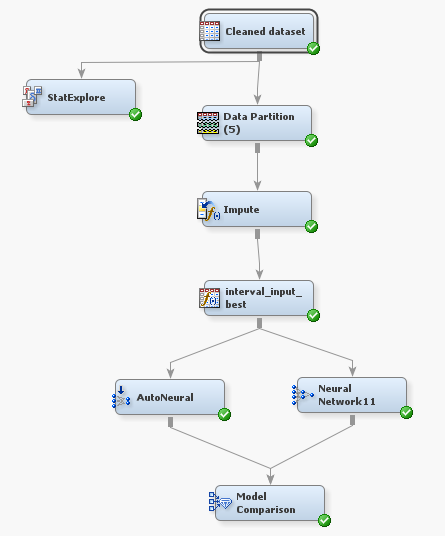 Cleaned dataset
StatExplore
Data Partition
(5)
Impute
interval_input_
best
AutoNeural
Neural
Network11
Model
Comparison